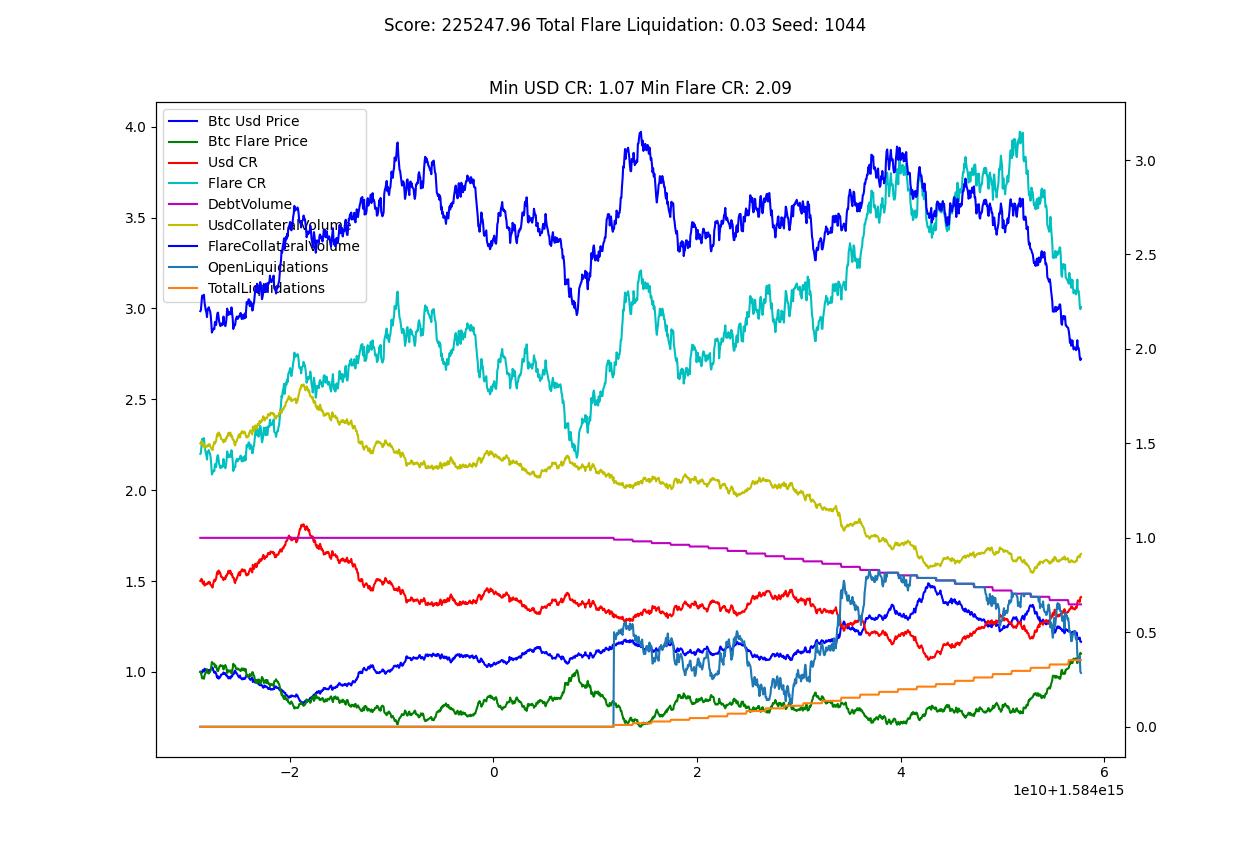 Score: 225247.96 Total Flare Liquidation: 0.03 Seed: 1044
Min USD CR: 1.07 Min Flare CR: 2.09
Btc Usd Price
Btc Flare Price
Usd CR
Flare CR
DebtVolume
UsdCollateralVolume
FlareCollateralVolume
OpenLiquidations
TotalLiquidations
4.0
3.5
3.0
2.5
2.0
1.5
1.0
3.0
2.5
2.0
1.5
1.0
0.5
0.0
−2 0 2 4 6
1e10+1.584e15